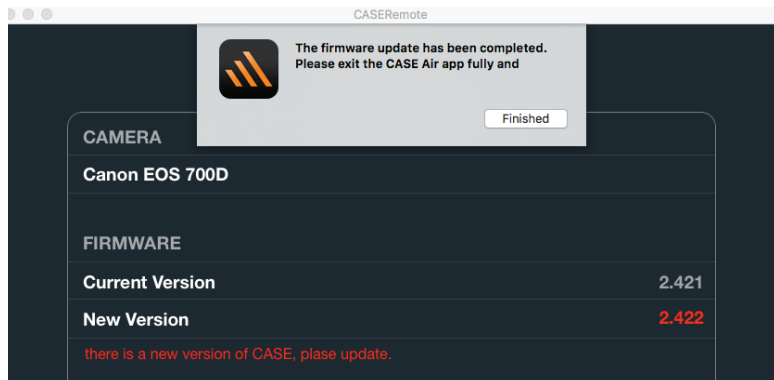 CASERemote
The firmware update has been completed.
Please exit the CASE Air app fully and
Finished
CAMERA
Canon EOS 700D
FIRMWARE
Current Version 2.421
New Version 2.422
there is a new version of CASE, plase update.